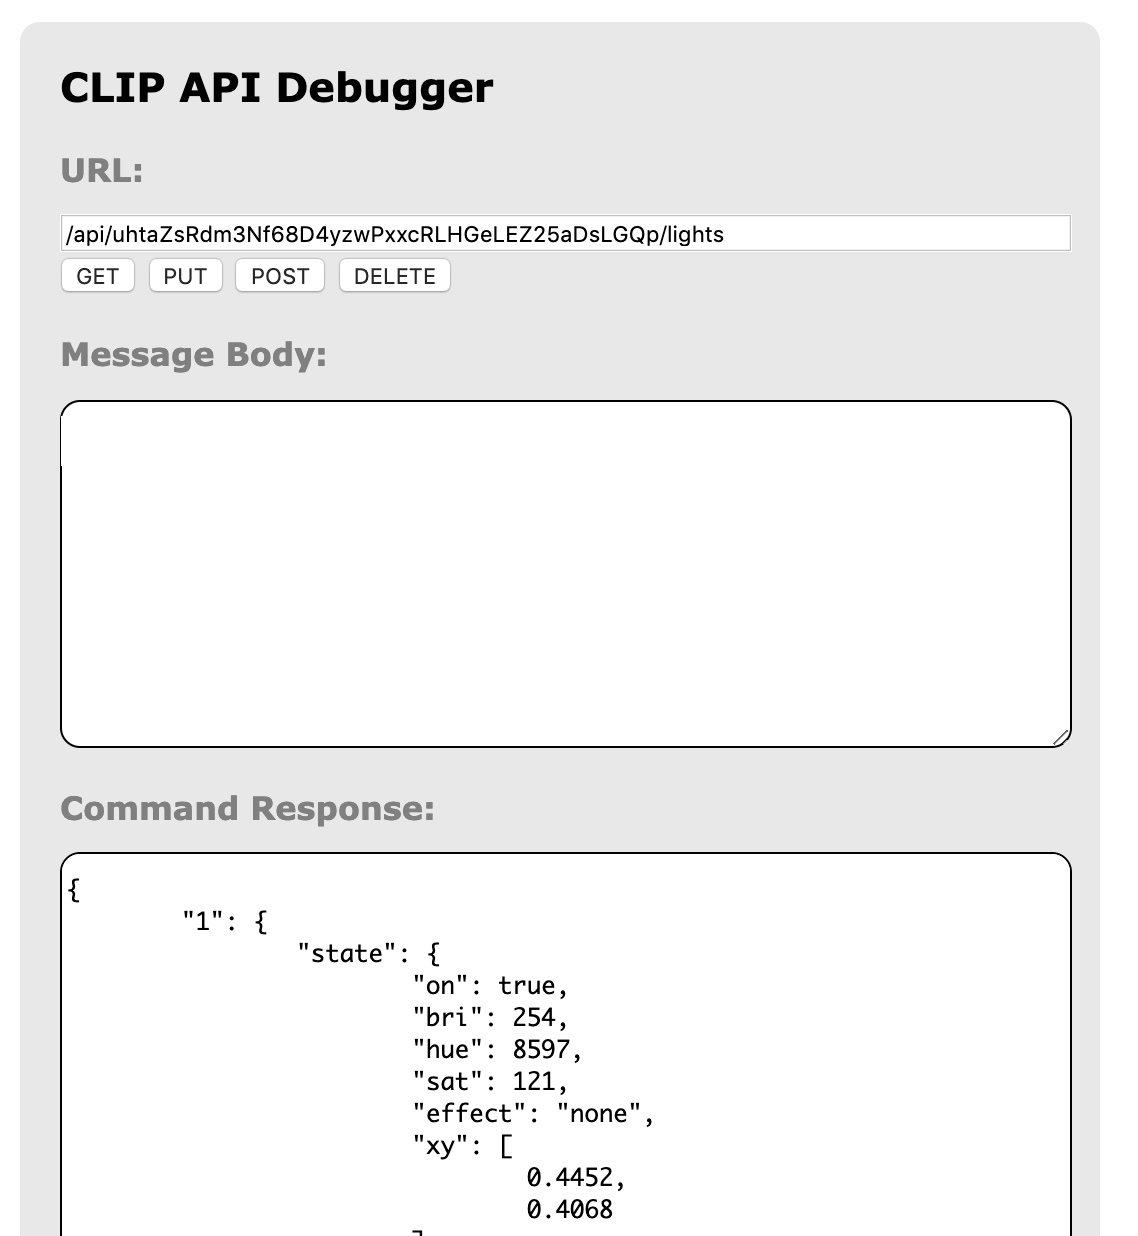 CLIP API Debugger
URL:
/api/uhtaZsRdm3Nf68D4yzwPxxcRLHGeLEZ25aDsLGQp/lights
GET PUT POST DELETE
Message Body:
Command Response:
{
"1": {
"state": {
"on": true,
"bri": 254,
"hue": 8597,
"sat": 121,
"effect": "none",
"xy": [
0.4452,
0.4068
]